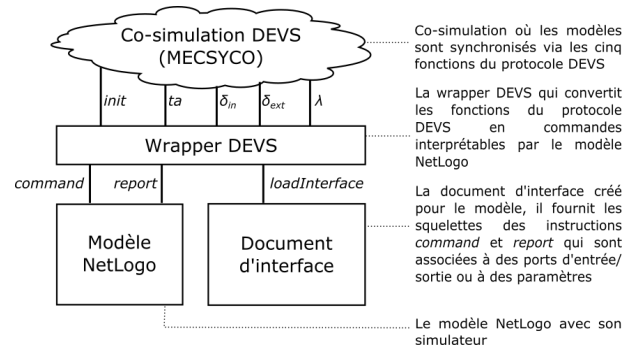 Co-simulation DEVS
(MECSYCO)
init
ta
δin
δext
λ
Wrapper DEVS
command
report
loadInterface
Modèle
NetLogo
Document
d'interface
Co-simulation où les modèles
sont synchronisés via les cinq
fonctions du protocole DEVS
La wrapper DEVS qui convertit
les fonctions du protocole
DEVS en commandes
interprétables par le modèle
NetLogo
La document d'interface créé
pour le modèle, il fournit les
squelettes des instructions
command et report qui sont
associées à des ports d'entrée/
sortie ou à des paramètres
Le modèle NetLogo avec son
simulateur